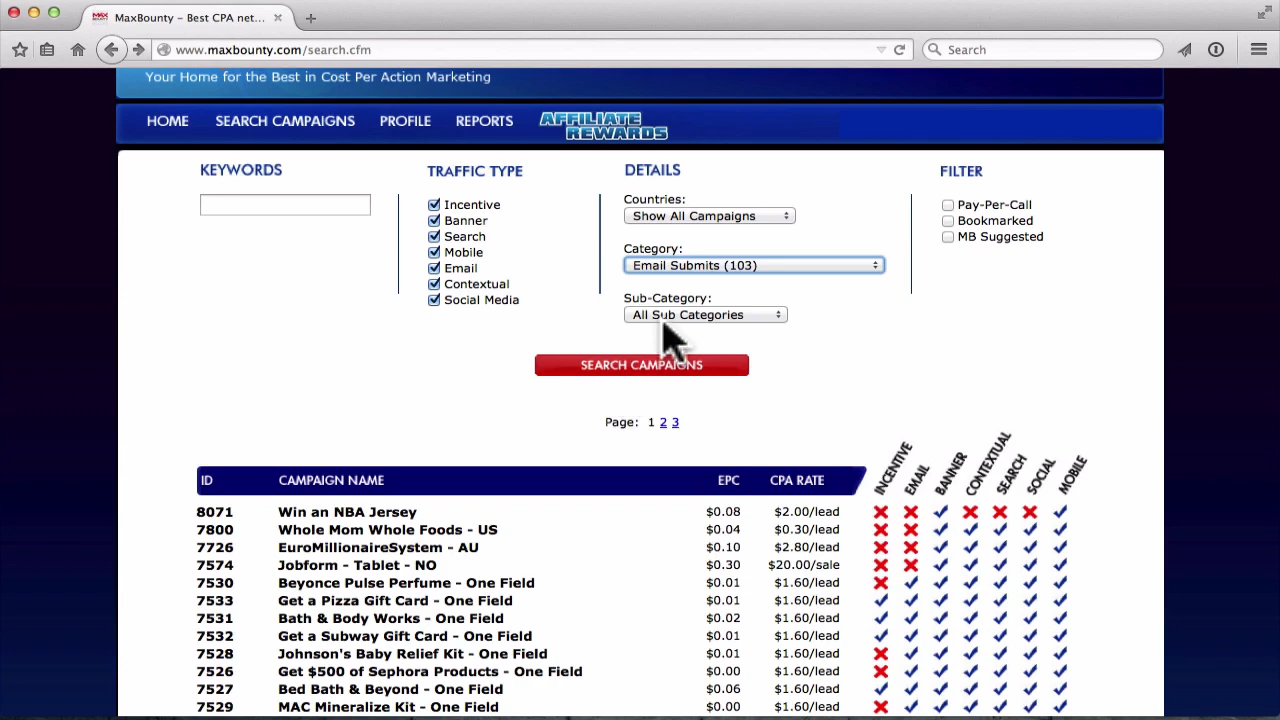 MAX BOUNTY MaxBounty – Best CPA net...
www.maxbounty.com/search.cfm
Search
Your Home for the Best in Cost Per Action Marketing
HOME SEARCH CAMPAIGNS PROFILE REPORTS AFFILIATE REWARDS
KEYWORDS
TRAFFIC TYPE
Incentive
Banner
Search
Mobile
Email
Contextual
Social Media
DETAILS
Countries:
Show All Campaigns
Category:
Email Submits (103)
Sub-Category:
All Sub Categories
FILTER
Pay-Per-Call
Bookmarked
MB Suggested
SEARCH CAMPAIGNS
Page: 1 2 3
ID CAMPAIGN NAME EPC CPA RATE INCENTIVE EMAIL BANNER CONTEXTUAL SEARCH SOCIAL MOBILE
8071 Win an NBA Jersey $0.08 $2.00/lead
7800 Whole Mom Whole Foods - US $0.04 $0.30/lead
7726 EuroMillionaireSystem - AU $0.10 $2.80/lead
7574 Jobform - Tablet - NO $0.30 $20.00/sale
7530 Beyonce Pulse Perfume - One Field $0.01 $1.60/lead
7533 Get a Pizza Gift Card - One Field $0.01 $1.60/lead
7531 Bath & Body Works - One Field $0.02 $1.60/lead
7532 Get a Subway Gift Card - One Field $0.01 $1.60/lead
7528 Johnson's Baby Relief Kit - One Field $0.01 $1.60/lead
7526 Get $500 of Sephora Products - One Field $0.00 $1.60/lead
7527 Bed Bath & Beyond - One Field $0.06 $1.60/lead
7529 MAC Mineralize Kit - One Field $0.00 $1.60/lead